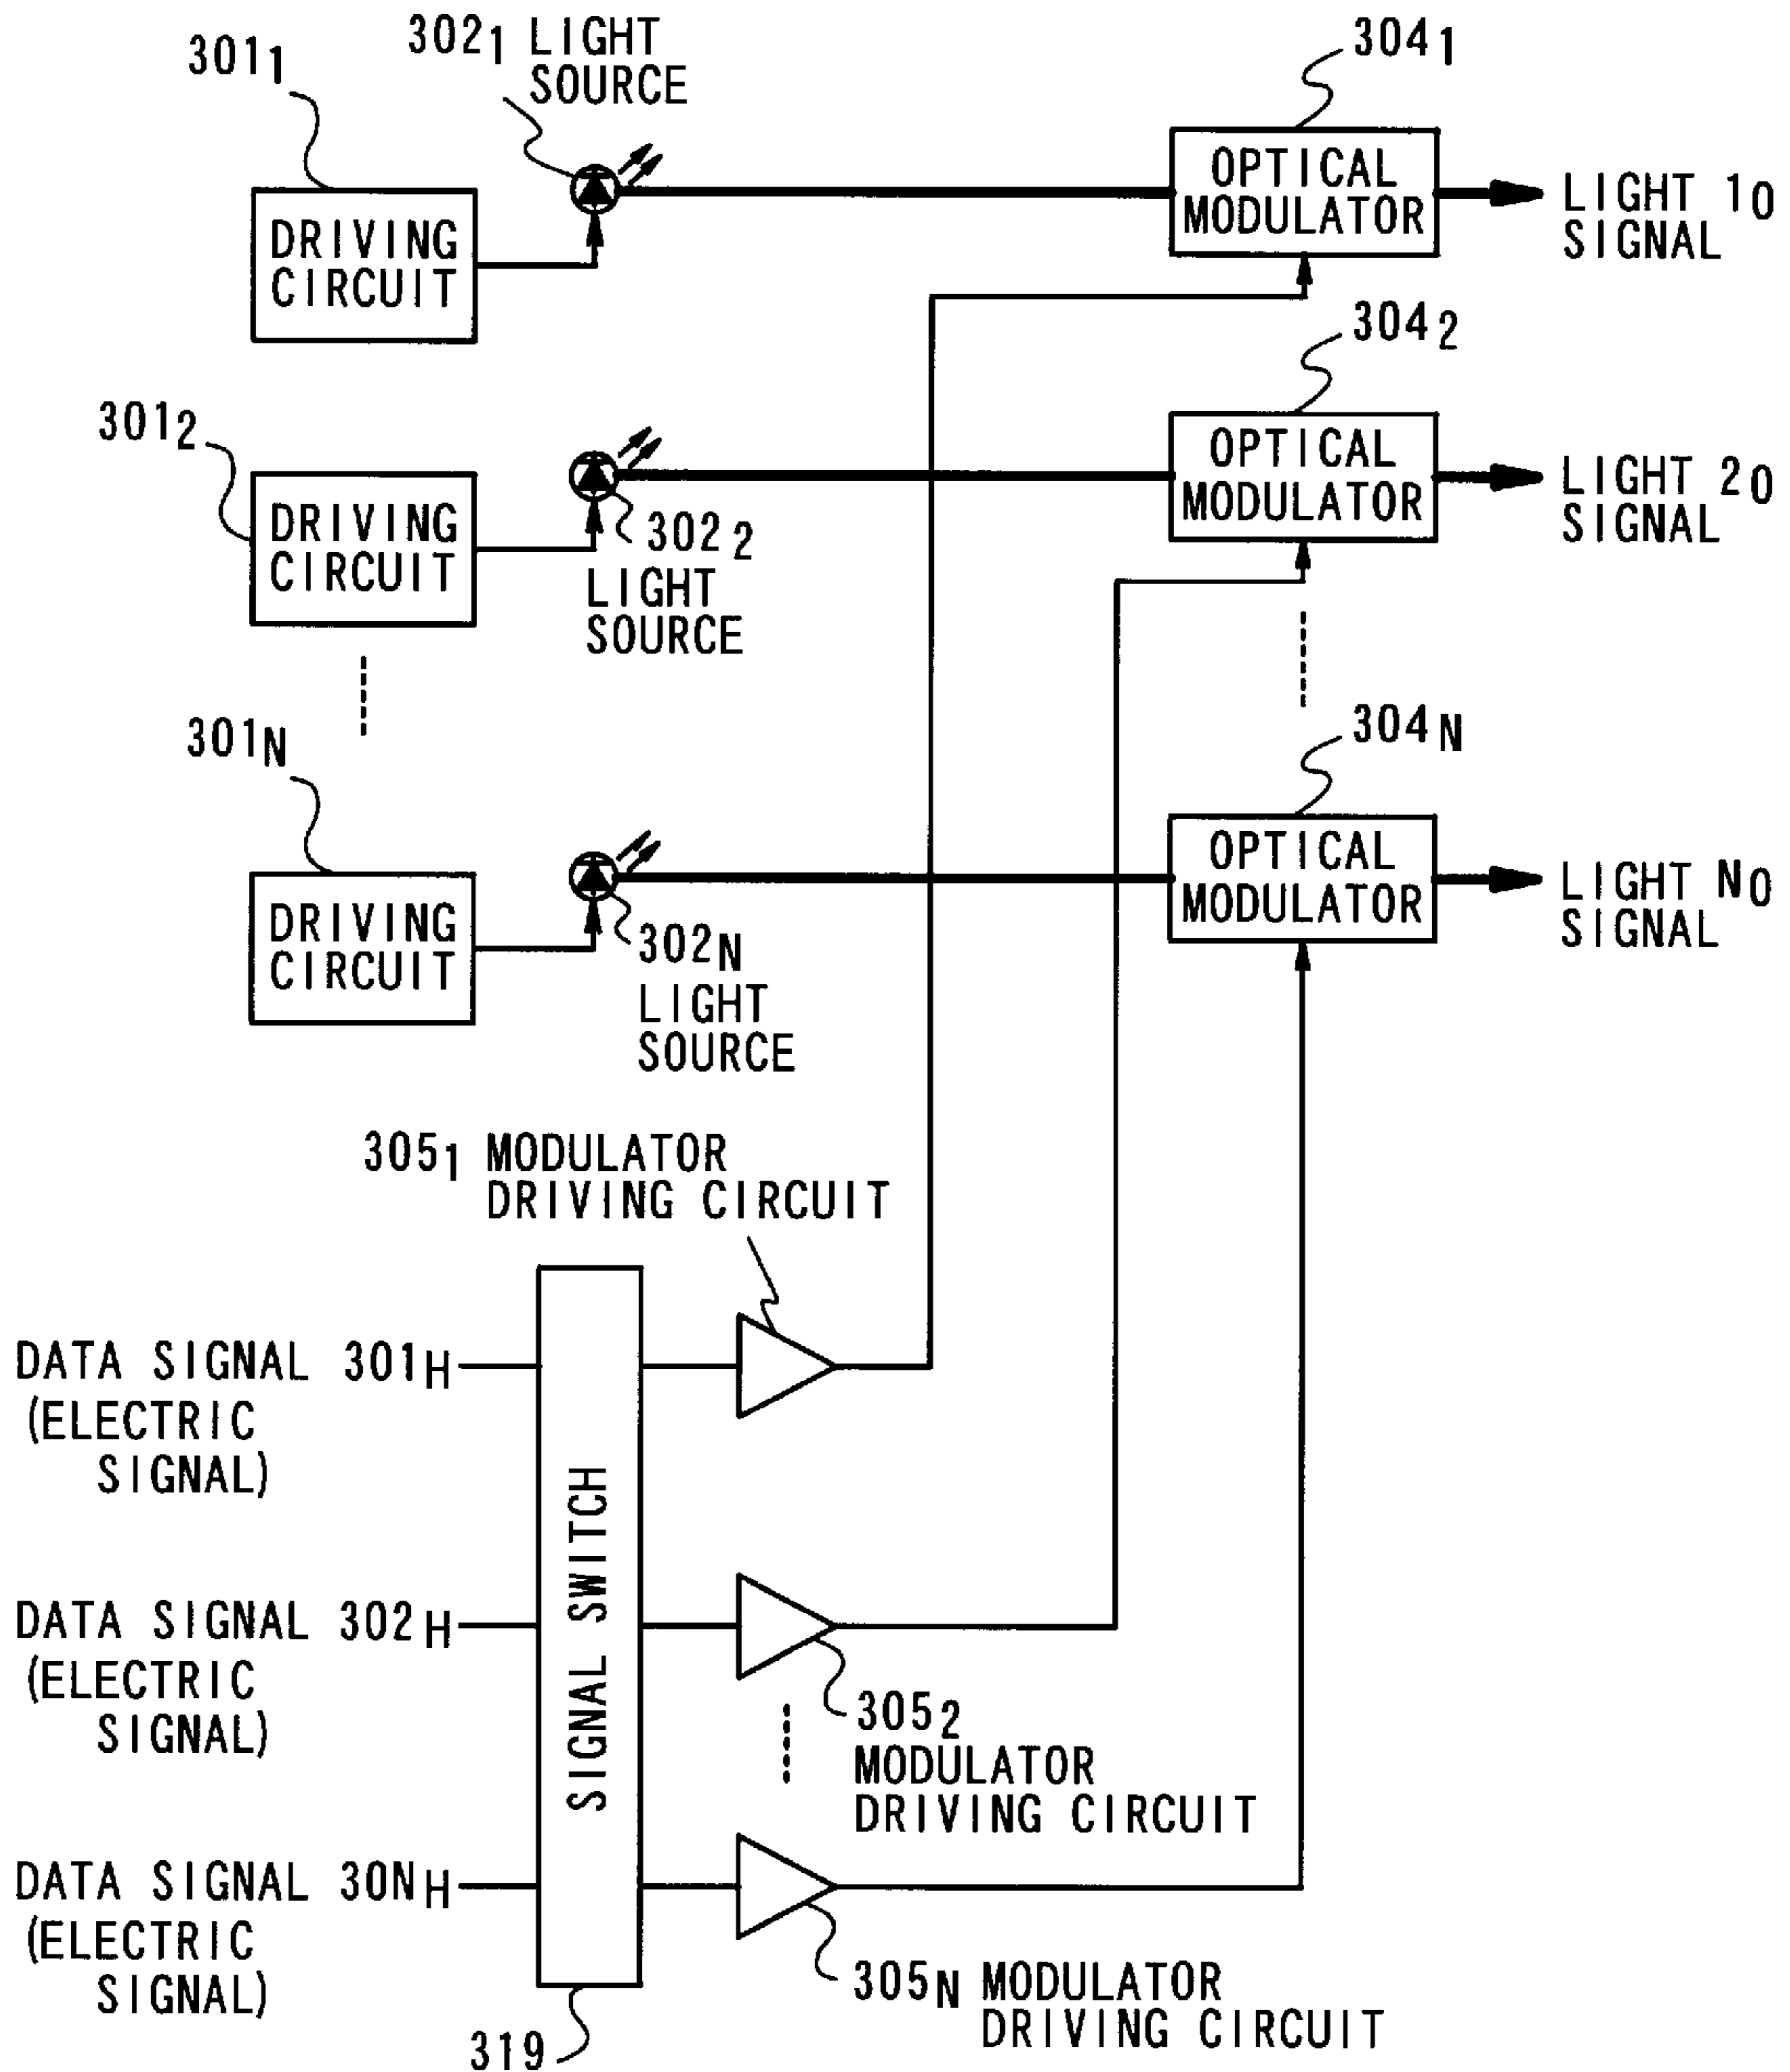 302₁ LIGHT
SOURCE
301₁
304₁
DRIVING
CIRCUIT
OPTICAL
MODULATOR
LIGHT 1₀
SIGNAL
304₂
301₂
DRIVING
CIRCUIT
302₂
LIGHT
SOURCE
OPTICAL
MODULATOR
LIGHT 2₀
SIGNAL
301N
304N
DRIVING
CIRCUIT
302N
LIGHT
SOURCE
OPTICAL
MODULATOR
LIGHT N₀
SIGNAL
305₁ MODULATOR
DRIVING CIRCUIT
DATA SIGNAL 301H
(ELECTRIC
SIGNAL)
SIGNAL SWITCH
DATA SIGNAL 302H
(ELECTRIC
SIGNAL)
305₂
MODULATOR
DRIVING CIRCUIT
DATA SIGNAL 30NH
(ELECTRIC
SIGNAL)
305N MODULATOR
DRIVING CIRCUIT
319